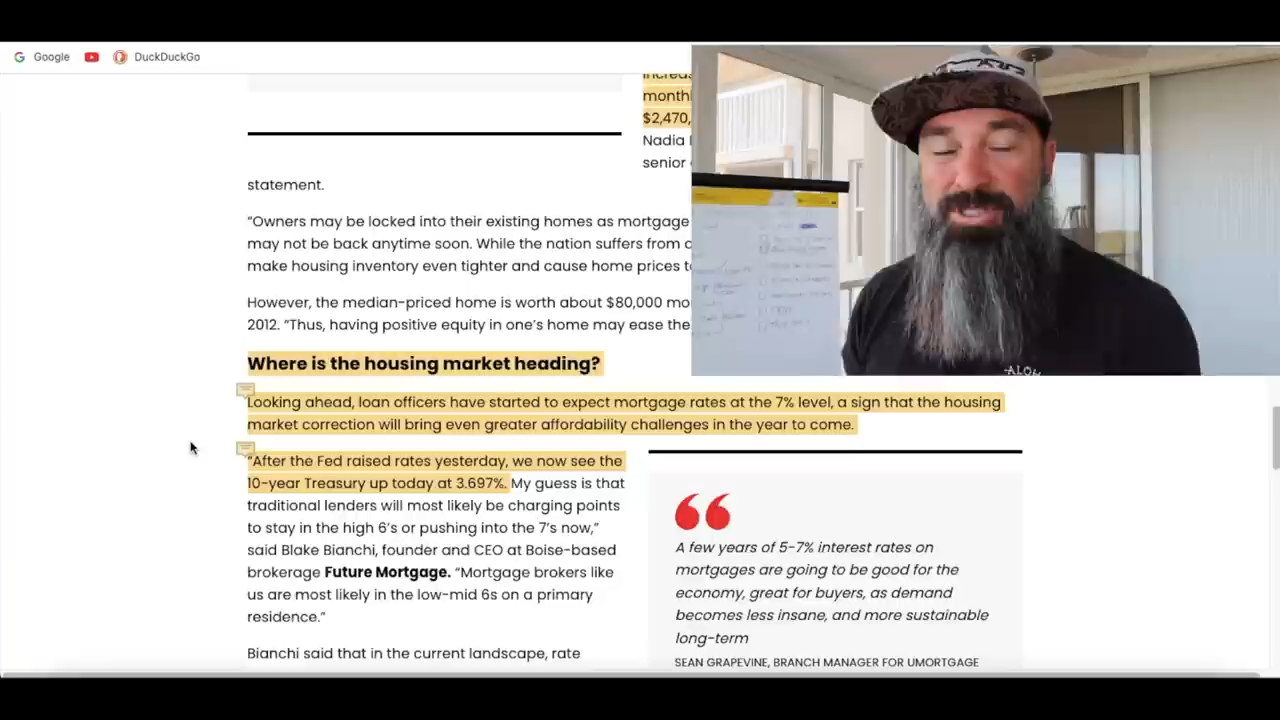 Google
DuckDuckGo
increas
monthl
$2,470,
Nadia
senior
statement.
“Owners may be locked into their existing homes as mortgage
may not be back anytime soon. While the nation suffers from
make housing inventory even tighter and cause home prices
However, the median-priced home is worth about $80,000
2012. “Thus, having positive equity in one’s home may ease the
Where is the housing market heading?
Looking ahead, loan officers have started to expect mortgage rates at the 7% level, a sign that the housing
market correction will bring even greater affordability challenges in the year to come.
“After the Fed raised rates yesterday, we now see the
10-year Treasury up today at 3.697%. My guess is that
traditional lenders will most likely be charging points
to stay in the high 6’s or pushing into the 7’s now,”
said Blake Bianchi, founder and CEO at Boise-based
brokerage Future Mortgage. “Mortgage brokers like
us are most likely in the low-mid 6s on a primary
residence.”
Bianchi said that in the current landscape, rate
A few years of 5-7% interest rates on
mortgages are going to be good for the
economy, great for buyers, as demand
becomes less insane, and more sustainable
long-term
SEAN GRAPEVINE, BRANCH MANAGER FOR UMORTGAGE